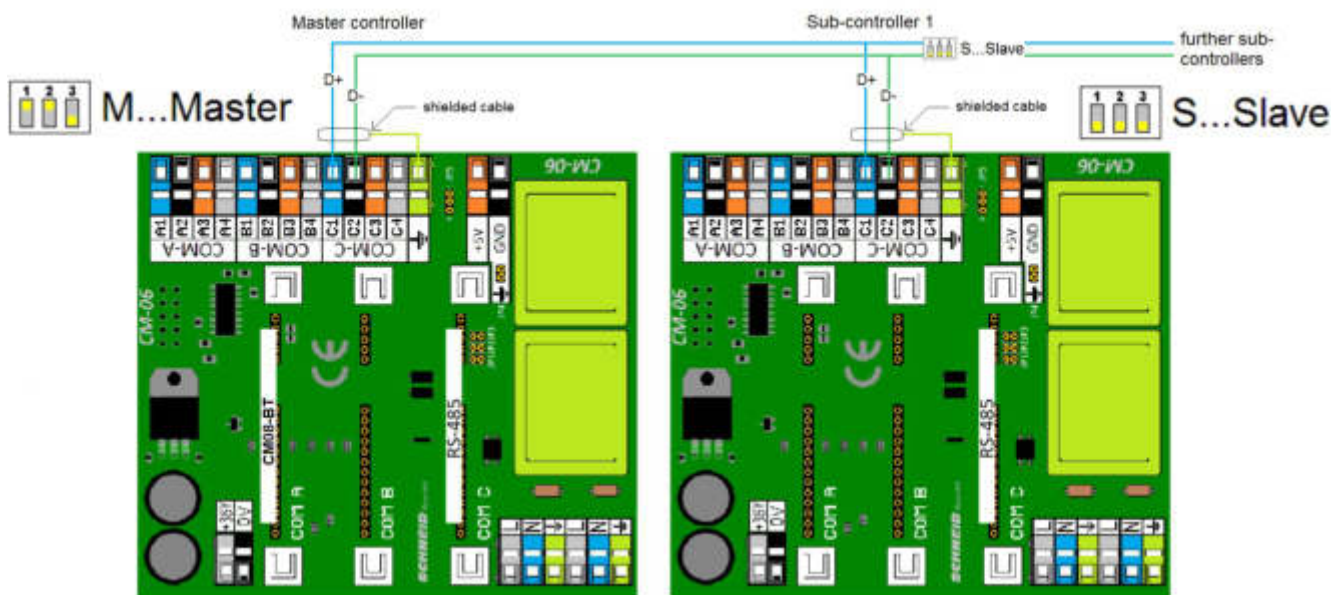 Master controller
Sub-controller 1
S...Slave
further sub-
controllers
D+
D-
D+
D-
1 2 3
M...Master
shielded cable
shielded cable
1 2 3
S...Slave
CM-06
CM-06
A1 A2 A3 A4 B1 B2 B3 B4 C1 C2 C3 C4
COM-A COM-B COM-C
+5V GND
A1 A2 A3 A4 B1 B2 B3 B4 C1 C2 C3 C4
COM-A COM-B COM-C
+5V GND
CM-06
CM-06
CE
CE
CM08-BT
RS-485
RS-485
COM A
COM B
COM C
COM A
COM B
COM C
+36V 0V
+36V 0V
SCHRECK
L N L N
L N L N